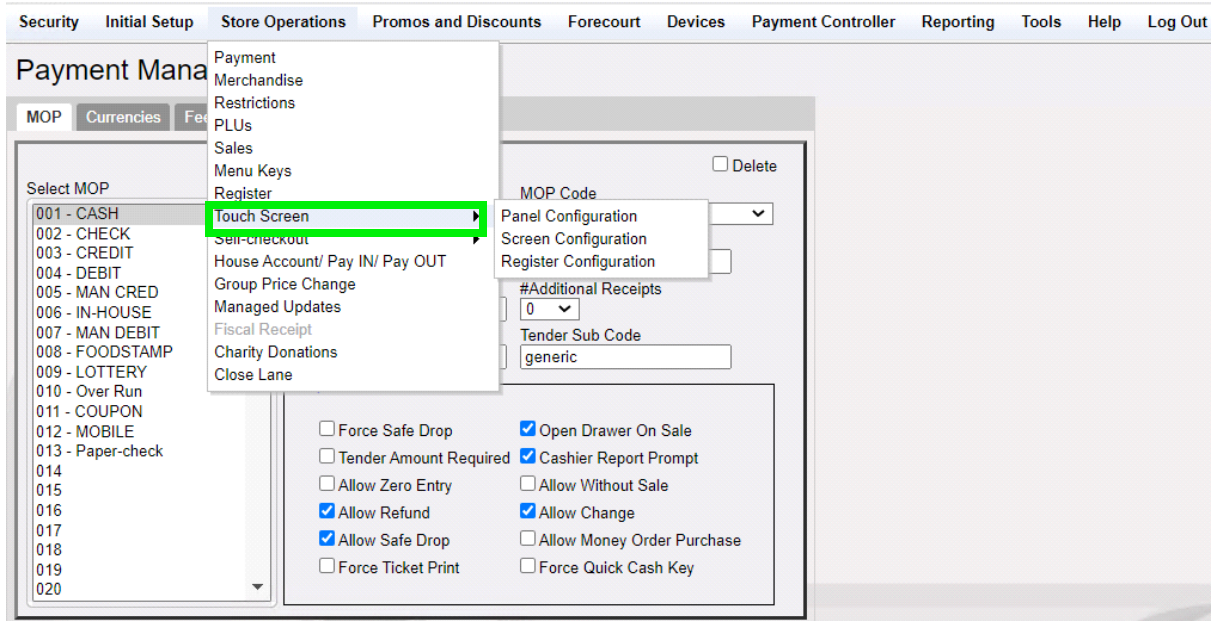 Security Initial Setup Store Operations Promos and Discounts Forecourt Devices Payment Controller Reporting Tools Help Log Out
Payment Mana
MOP Currencies Fe
Payment
Merchandise
Restrictions
PLUs
Sales
Menu Keys
Register
Touch Screen
Self-checkout
House Account/ Pay IN/ Pay OUT
Group Price Change
Managed Updates
Fiscal Receipt
Charity Donations
Close Lane
Panel Configuration
Screen Configuration
Register Configuration
Delete
Select MOP
001 - CASH
002 - CHECK
003 - CREDIT
004 - DEBIT
005 - MAN CRED
006 - IN-HOUSE
007 - MAN DEBIT
008 - FOODSTAMP
009 - LOTTERY
010 - Over Run
011 - COUPON
012 - MOBILE
013 - Paper-check
014
015
016
017
018
019
020
MOP Code
#Additional Receipts
0
Tender Sub Code
generic
Force Safe Drop Open Drawer On Sale
Tender Amount Required Cashier Report Prompt
Allow Zero Entry Allow Without Sale
Allow Refund Allow Change
Allow Safe Drop Allow Money Order Purchase
Force Ticket Print Force Quick Cash Key